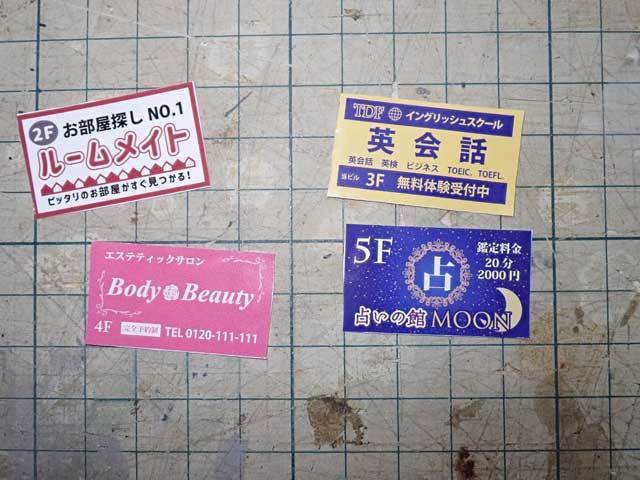 2F お部屋探し NO.1
ルームメイト
ピッタリのお部屋がすぐ見つかる!
TDF イングリッシュスクール
英会話
英会話 英検 ビジネス TOEIC. TOEFL.
当ビル 3F 無料体験受付中
エステティックサロン
Body Beauty
4F 完全予約制 TEL 0120-111-111
5F
占
鑑定料金
20分
2000円
占いの館 MOON